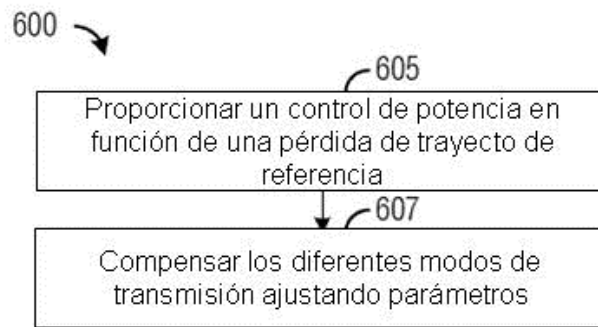 600
605
Proporcionar un control de potencia en
función de una pérdida de trayecto de
referencia
607
Compensar los diferentes modos de
transmisión ajustando parámetros